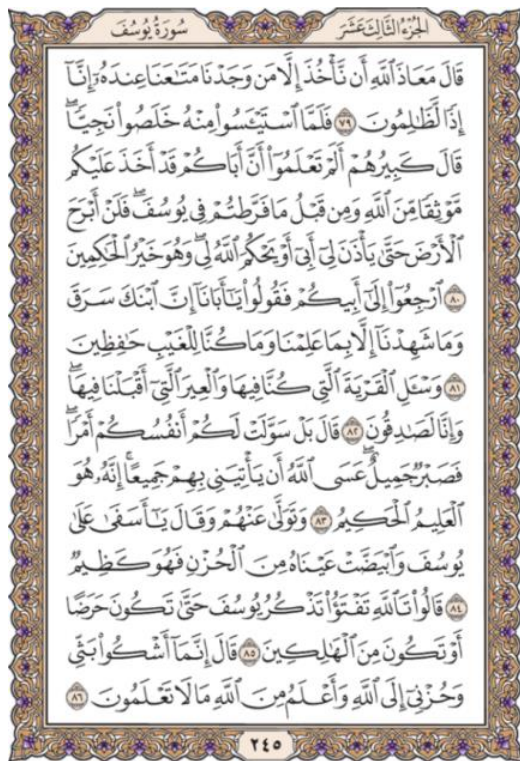 الجزء الثالث عشر
سورة يوسف
قَالَ مَعَاذَ ٱللَّهِ أَن نَّأْخُذَ إِلَّا مَن وَجَدْنَا مَتَٰعَنَا عِندَهُۥٓ إِنَّآ
إِذًا لَّظَٰلِمُونَ ٧٩ فَلَمَّا ٱسْتَيْـَٔسُوا۟ مِنْهُ خَلَصُوا۟ نَجِيًّا ۖ
قَالَ كَبِيرُهُمْ أَلَمْ تَعْلَمُوٓا۟ أَنَّ أَبَاكُمْ قَدْ أَخَذَ عَلَيْكُم
مَّوْثِقًا مِّنَ ٱللَّهِ وَمِن قَبْلُ مَا فَرَّطتُمْ فِى يُوسُفَ ۖ فَلَنْ أَبْرَحَ
ٱلْأَرْضَ حَتَّىٰ يَأْذَنَ لِىٓ أَبِىٓ أَوْ يَحْكُمَ ٱللَّهُ لِى ۖ وَهُوَ خَيْرُ ٱلْحَٰكِمِينَ
٨٠ ٱرْجِعُوٓا۟ إِلَىٰٓ أَبِيكُمْ فَقُولُوا۟ يَٰٓأَبَانَآ إِنَّ ٱبْنَكَ سَرَقَ
وَمَا شَهِدْنَآ إِلَّا بِمَا عَلِمْنَا وَمَا كُنَّا لِلْغَيْبِ حَٰفِظِينَ
٨١ وَسْـَٔلِ ٱلْقَرْيَةَ ٱلَّتِى كُنَّا فِيهَا وَٱلْعِيرَ ٱلَّتِىٓ أَقْبَلْنَا فِيهَا ۖ
وَإِنَّا لَصَٰدِقُونَ ٨٢ قَالَ بَلْ سَوَّلَتْ لَكُمْ أَنفُسُكُمْ أَمْرًا ۖ
فَصَبْرٌ جَمِيلٌ ۖ عَسَى ٱللَّهُ أَن يَأْتِيَنِى بِهِمْ جَمِيعًا ۚ إِنَّهُۥ هُوَ
ٱلْعَلِيمُ ٱلْحَكِيمُ ٨٣ وَتَوَلَّىٰ عَنْهُمْ وَقَالَ يَٰٓأَسَفَىٰ عَلَىٰ
يُوسُفَ وَٱبْيَضَّتْ عَيْنَاهُ مِنَ ٱلْحُزْنِ فَهُوَ كَظِيمٌ
٨٤ قَالُوا۟ تَٱللَّهِ تَفْتَؤُا۟ تَذْكُرُ يُوسُفَ حَتَّىٰ تَكُونَ حَرَضًا
أَوْ تَكُونَ مِنَ ٱلْهَٰلِكِينَ ٨٥ قَالَ إِنَّمَآ أَشْكُوا۟ بَثِّى
وَحُزْنِىٓ إِلَى ٱللَّهِ وَأَعْلَمُ مِنَ ٱللَّهِ مَا لَا تَعْلَمُونَ ٨٦
٢٤٥